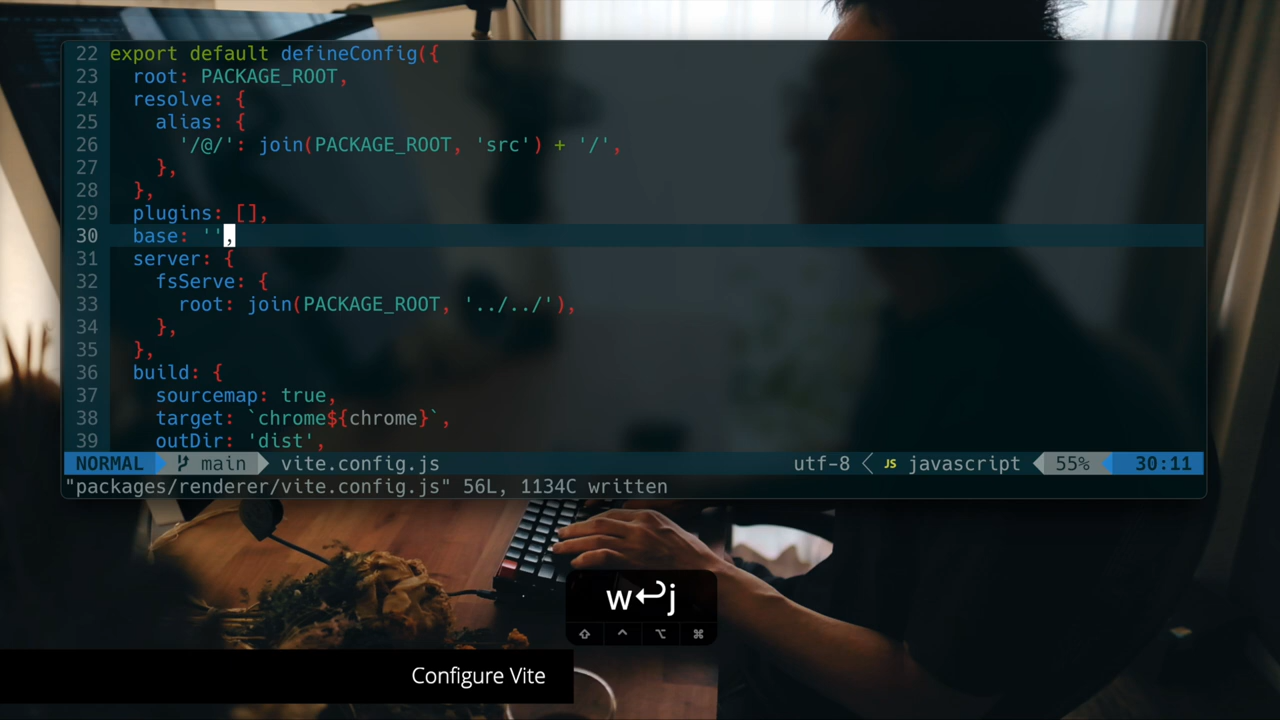 22 export default defineConfig({
23   root: PACKAGE_ROOT,
24   resolve: {
25     alias: {
26       '/@/': join(PACKAGE_ROOT, 'src') + '/',
27     },
28   },
29   plugins: [],
30   base: '',
31   server: {
32     fsServe: {
33       root: join(PACKAGE_ROOT, '../../'),
34     },
35   },
36   build: {
37     sourcemap: true,
38     target: `chrome${chrome}`,
39     outDir: 'dist',
NORMAL main vite.config.js utf-8 JS javascript 55% 30:11
"packages/renderer/vite.config.js" 56L, 1134C written
w↩j
⇧ ^ ⌥ ⌘
Configure Vite